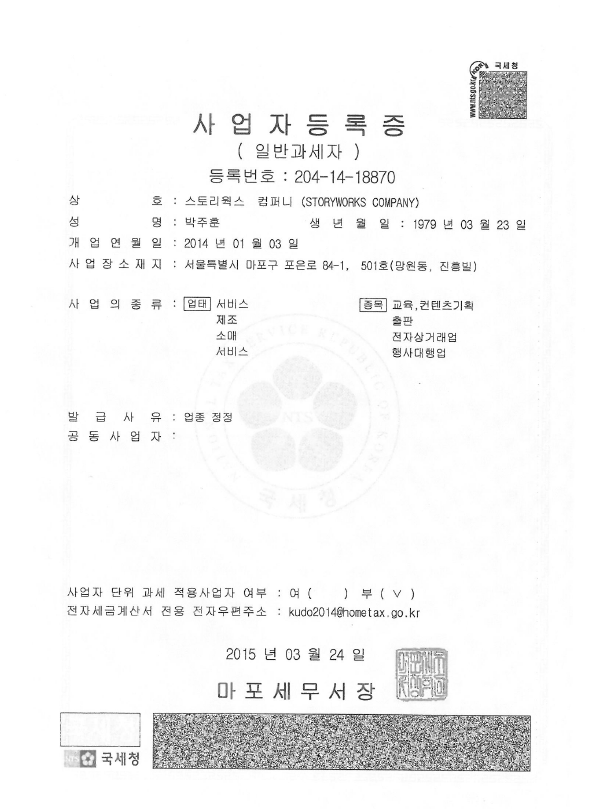 국세청
www.nts.go.kr
사업자등록증
( 일반과세자 )
등록번호 : 204-14-18870
상 호 : 스토리웍스 컴퍼니 (STORYWORKS COMPANY)
성 명 : 박주훈 생 년 월 일 : 1979 년 03 월 23 일
개 업 연 월 일 : 2014 년 01 월 03 일
사 업 장 소 재 지 : 서울특별시 마포구 포은로 84-1, 501호(망원동, 진흥빌)
사 업 의 종 류 : 업태 서비스 종목 교육,컨텐츠기획
제조 출판
소매 전자상거래업
서비스 행사대행업
발 급 사 유 : 업종 정정
공 동 사 업 자 :
NTS
국세청
사업자 단위 과세 적용사업자 여부 : 여 ( ) 부 ( ∨ )
전자세금계산서 전용 전자우편주소 : kudo2014@hometax.go.kr
2015 년 03 월 24 일
마포세무서장
국세청